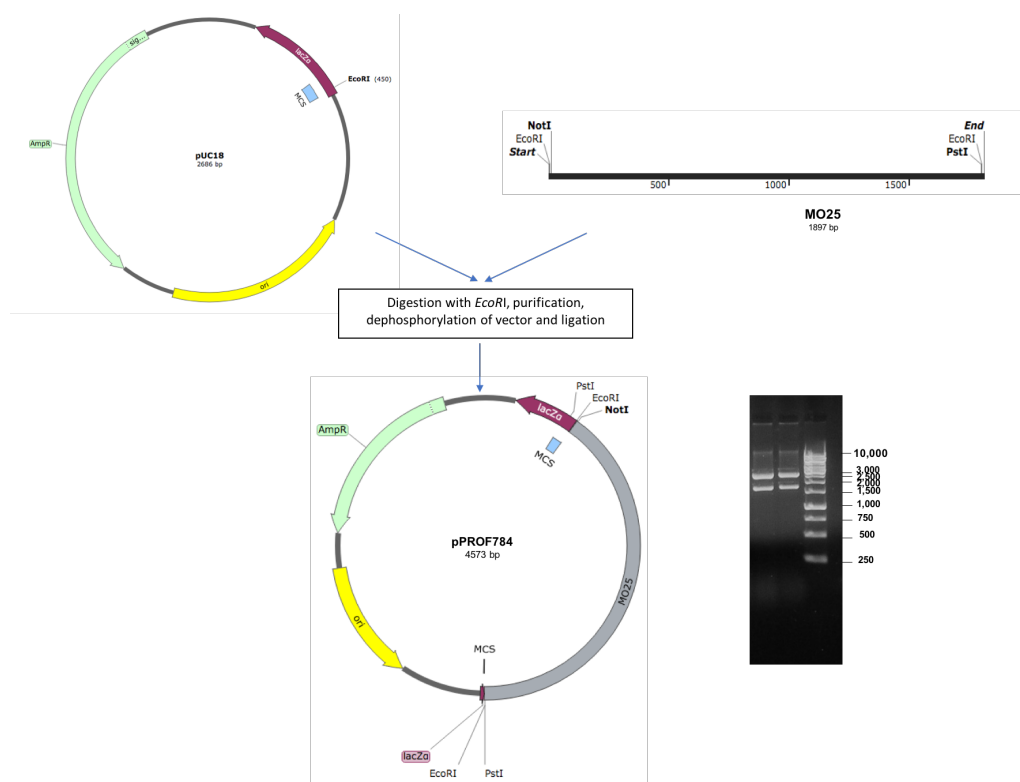 sig...
lacZα
EcoRI (450)
MCS
AmpR
pUC18
2686 bp
ori
NotI
EcoRI
Start
End
EcoRI
PstI
500
1000
1500
MO25
1897 bp
Digestion with EcoRI, purification,
dephosphorylation of vector and ligation
PstI
EcoRI
NotI
lacZα
AmpR
MCS
pPROF784
4573 bp
MO25
ori
MCS
lacZα
EcoRI
PstI
10,000
3,000
2,500
2,000
1,500
1,000
750
500
250